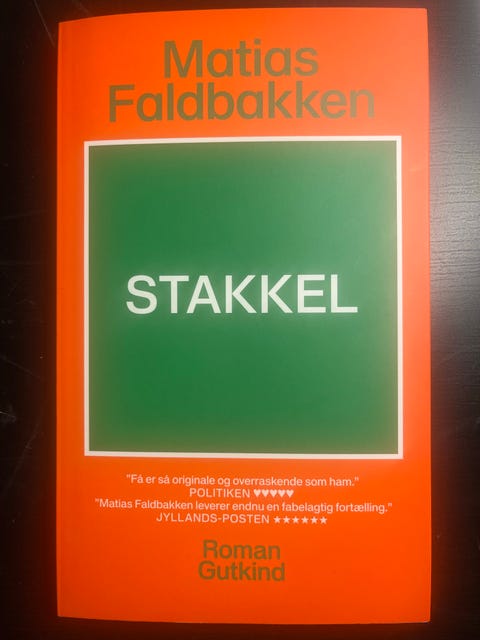 Matias
Faldbakken
STAKKEL
"Få er så originale og overraskende som ham."
POLITIKEN ♥♥♥♥♥
"Matias Faldbakken leverer endnu en fabelagtig fortælling."
JYLLANDS-POSTEN ★★★★★★
Roman
Gutkind